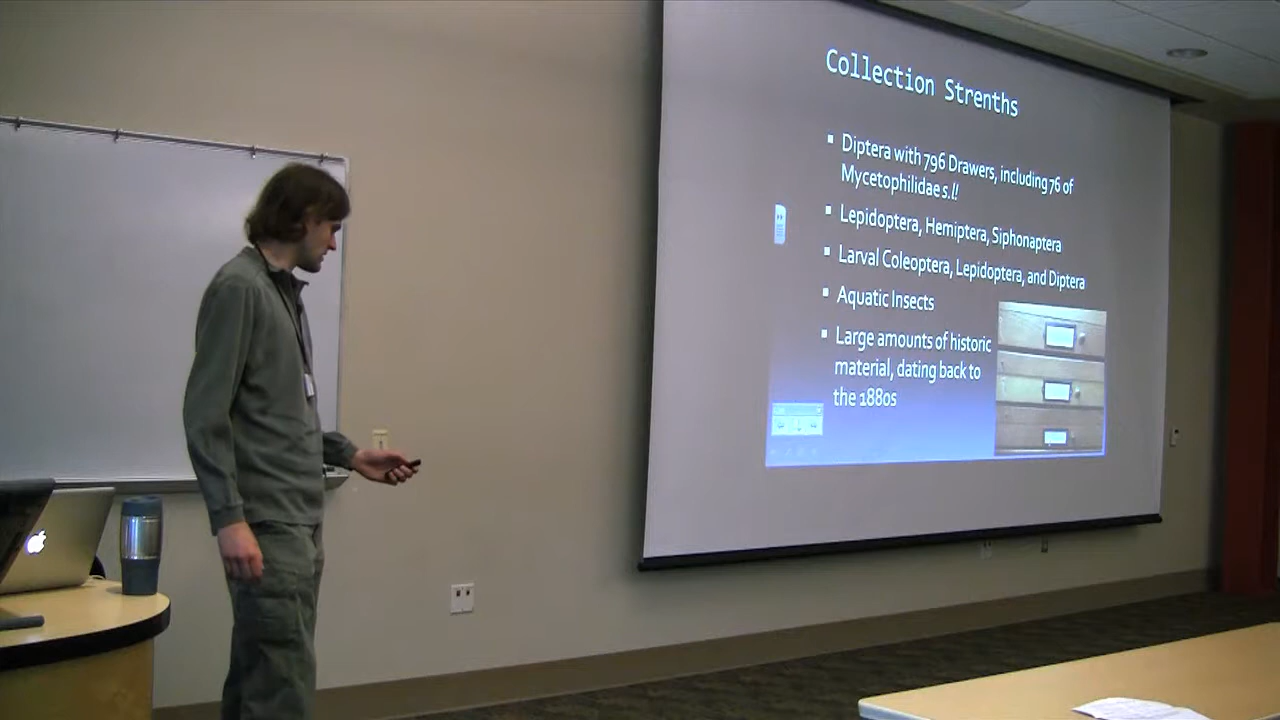 Collection Strenths
Diptera with 796 Drawers, including 76 of
Mycetophilidae s.l!
Lepidoptera, Hemiptera, Siphonaptera
Larval Coleoptera, Lepidoptera, and Diptera
Aquatic Insects
Large amounts of historic
material, dating back to
the 1880s